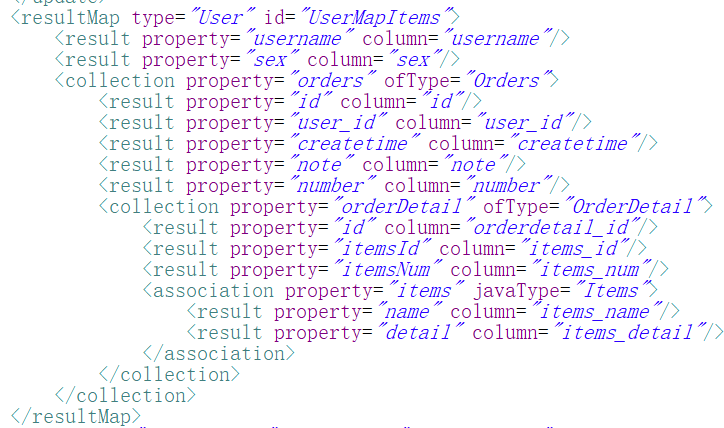 </update>
<resultMap type="User" id="UserMapItems">
    <result property="username" column="username"/>
    <result property="sex" column="sex"/>
    <collection property="orders" ofType="Orders">
        <result property="id" column="id"/>
        <result property="user_id" column="user_id"/>
        <result property="createtime" column="createtime"/>
        <result property="note" column="note"/>
        <result property="number" column="number"/>
        <collection property="orderDetail" ofType="OrderDetail">
            <result property="id" column="orderdetail_id"/>
            <result property="itemsId" column="items_id"/>
            <result property="itemsNum" column="items_num"/>
            <association property="items" javaType="Items">
                <result property="name" column="items_name"/>
                <result property="detail" column="items_detail"/>
            </association>
        </collection>
    </collection>
</resultMap>